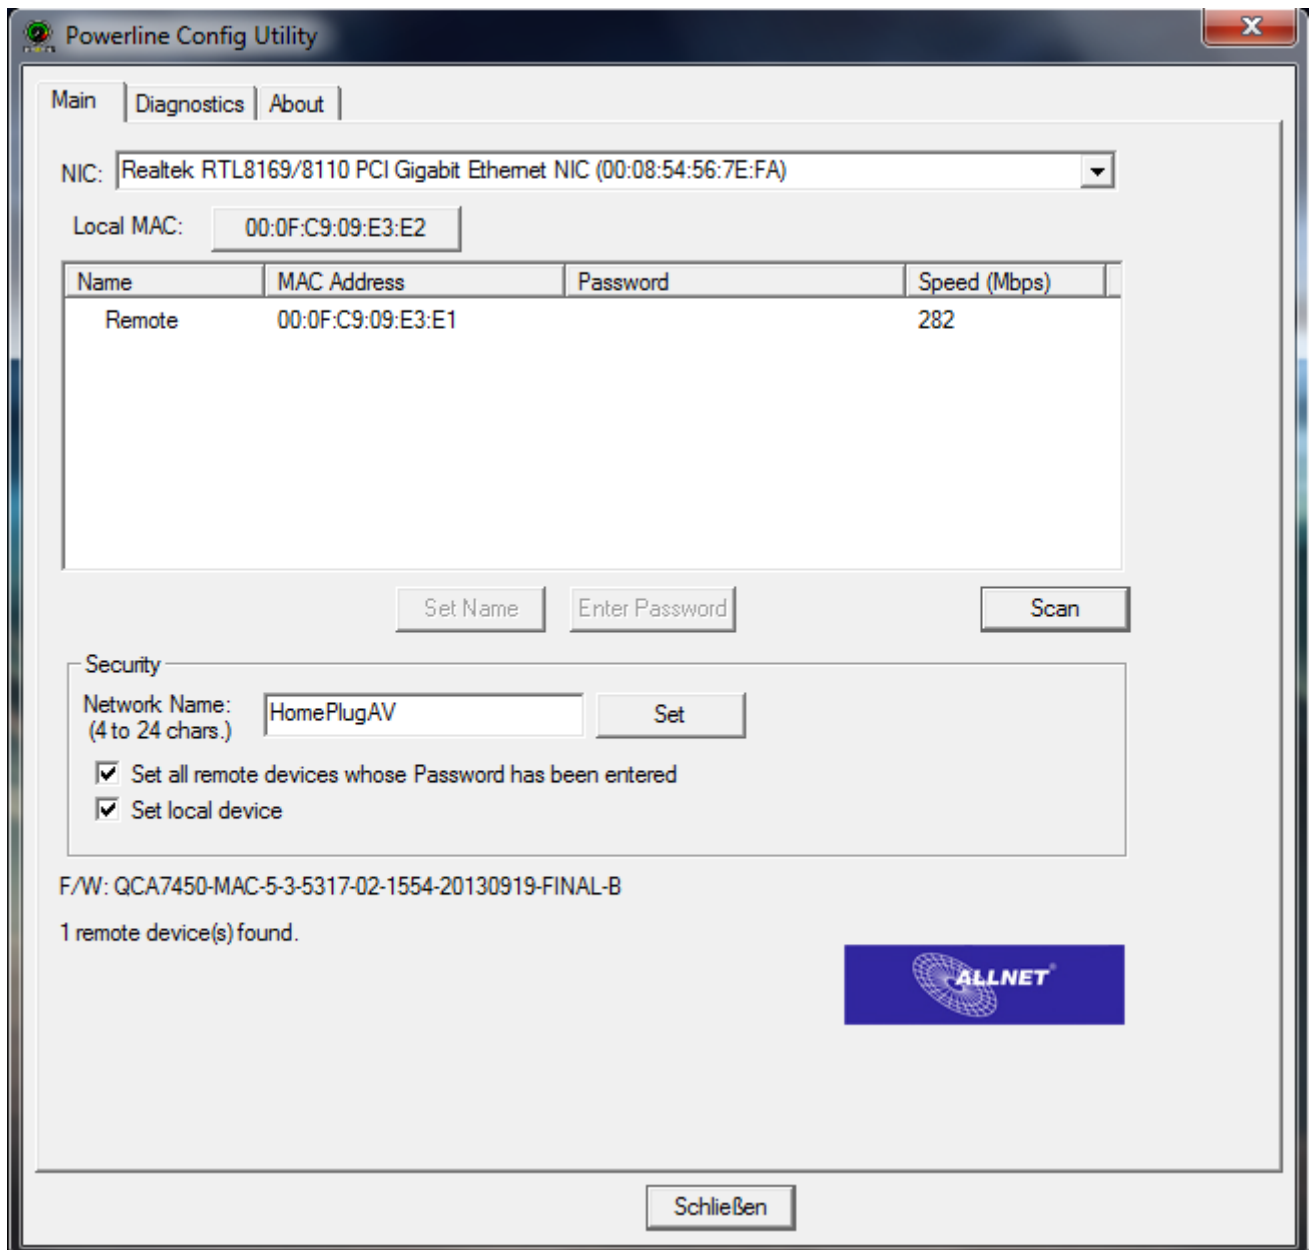 Powerline Config Utility
Main Diagnostics About
NIC: Realtek RTL8169/8110 PCI Gigabit Ethernet NIC (00:08:54:56:7E:FA)
Local MAC: 00:0F:C9:09:E3:E2
Name MAC Address Password Speed (Mbps)
Remote 00:0F:C9:09:E3:E1 282
Set Name Enter Password Scan
Security
Network Name: HomePlugAV Set
(4 to 24 chars.)
Set all remote devices whose Password has been entered
Set local device
F/W: QCA7450-MAC-5-3-5317-02-1554-20130919-FINAL-B
1 remote device(s) found.
ALLNET®
Schließen